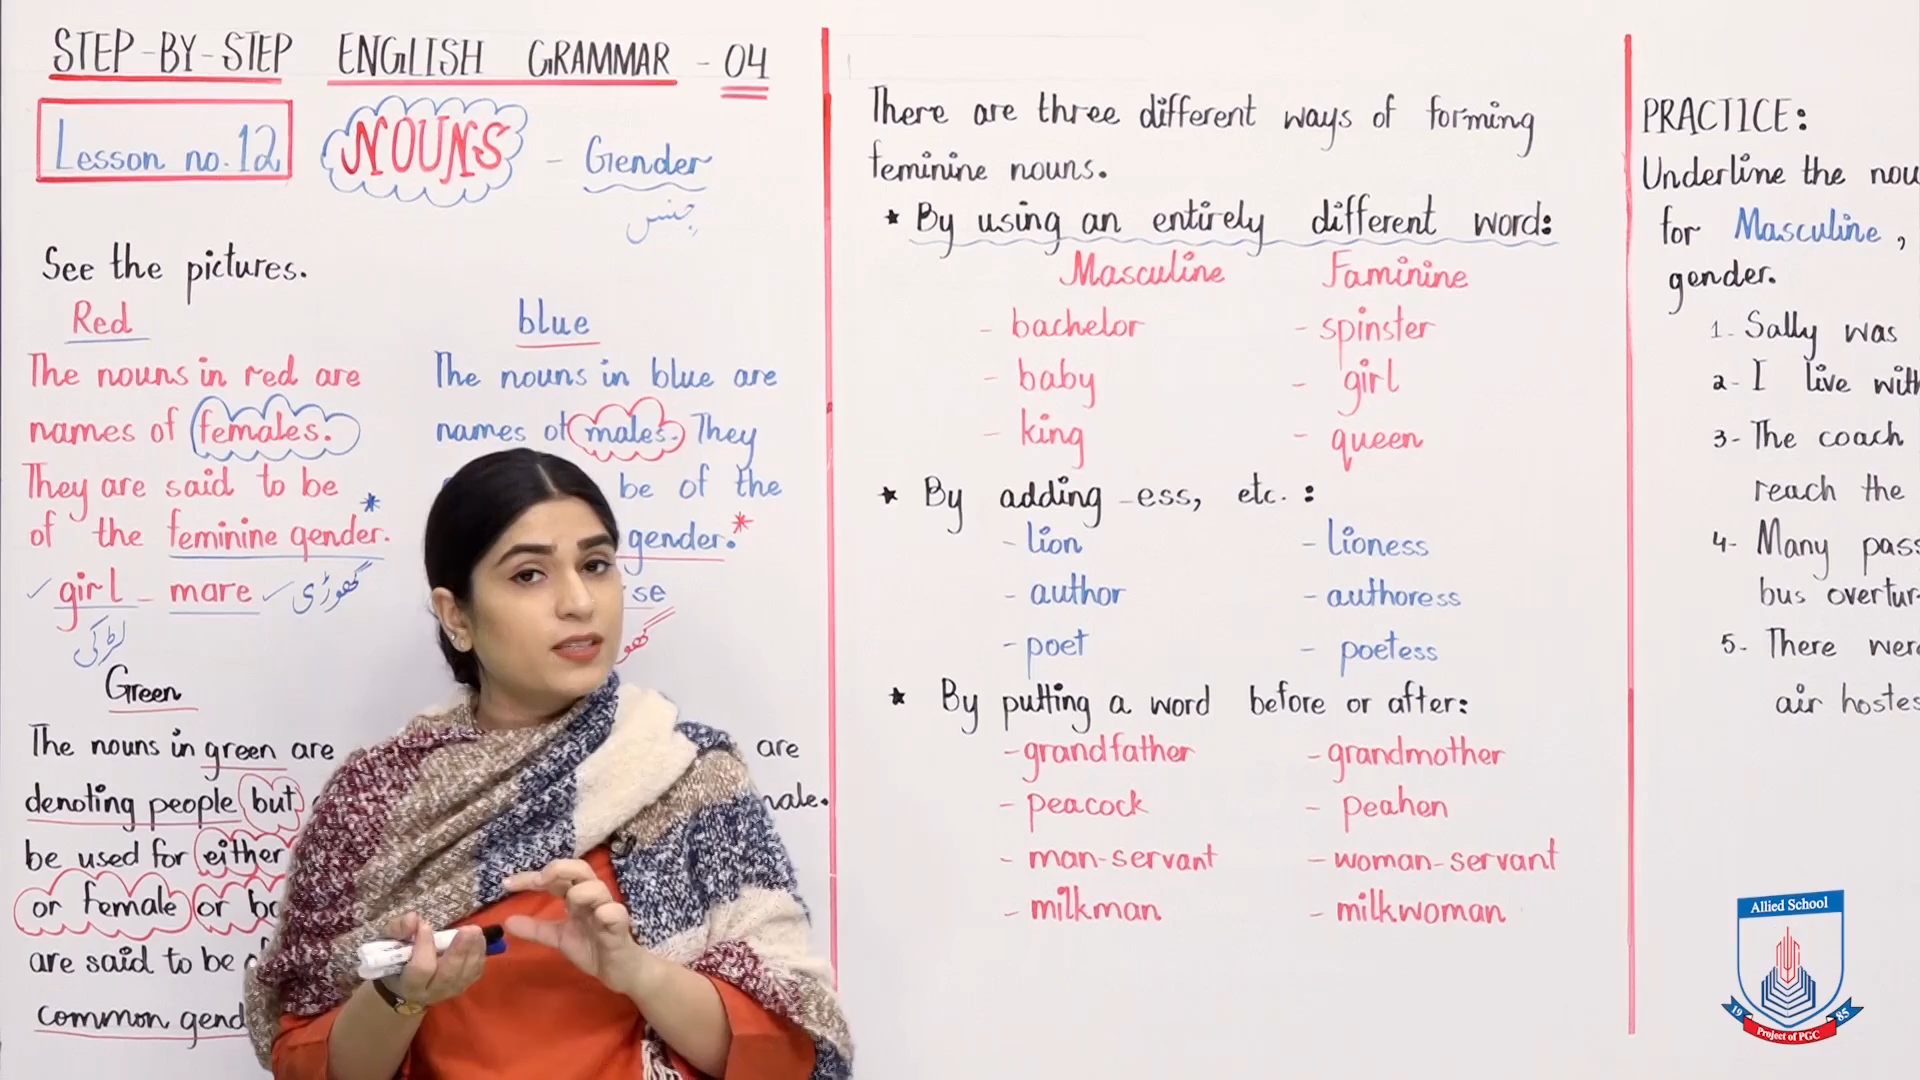 STEP-BY-STEP ENGLISH GRAMMAR - 04
Lesson no. 12
NOUNS - Gender
جنس
See the pictures.
Red
The nouns in red are
names of females.
They are said to be
of the feminine gender.*
✓ girl - mare ✓ گھوڑی
لڑکی
blue
The nouns in blue are
names of males. They
be of the
gender.*
se
Green
The nouns in green are
denoting people but
be used for either
or female or
are said to be
common
are
There are three different ways of forming
feminine nouns.
* By using an entirely different word:
Masculine Faminine
- bachelor - spinster
- baby - girl
- king - queen
* By adding -ess, etc. :
- lion - lioness
- author - authoress
- poet - poetess
* By putting a word before or after:
- grandfather - grandmother
- peacock - peahen
- man-servant - woman-servant
- milkman - milkwoman
PRACTICE:
Underline the nou
for Masculine,
gender.
1- Sally was
2- I live with
3- The coach
reach the
4- Many pass
bus overtur
5- There were
air hostes
Allied School
19 85
Project of PGC